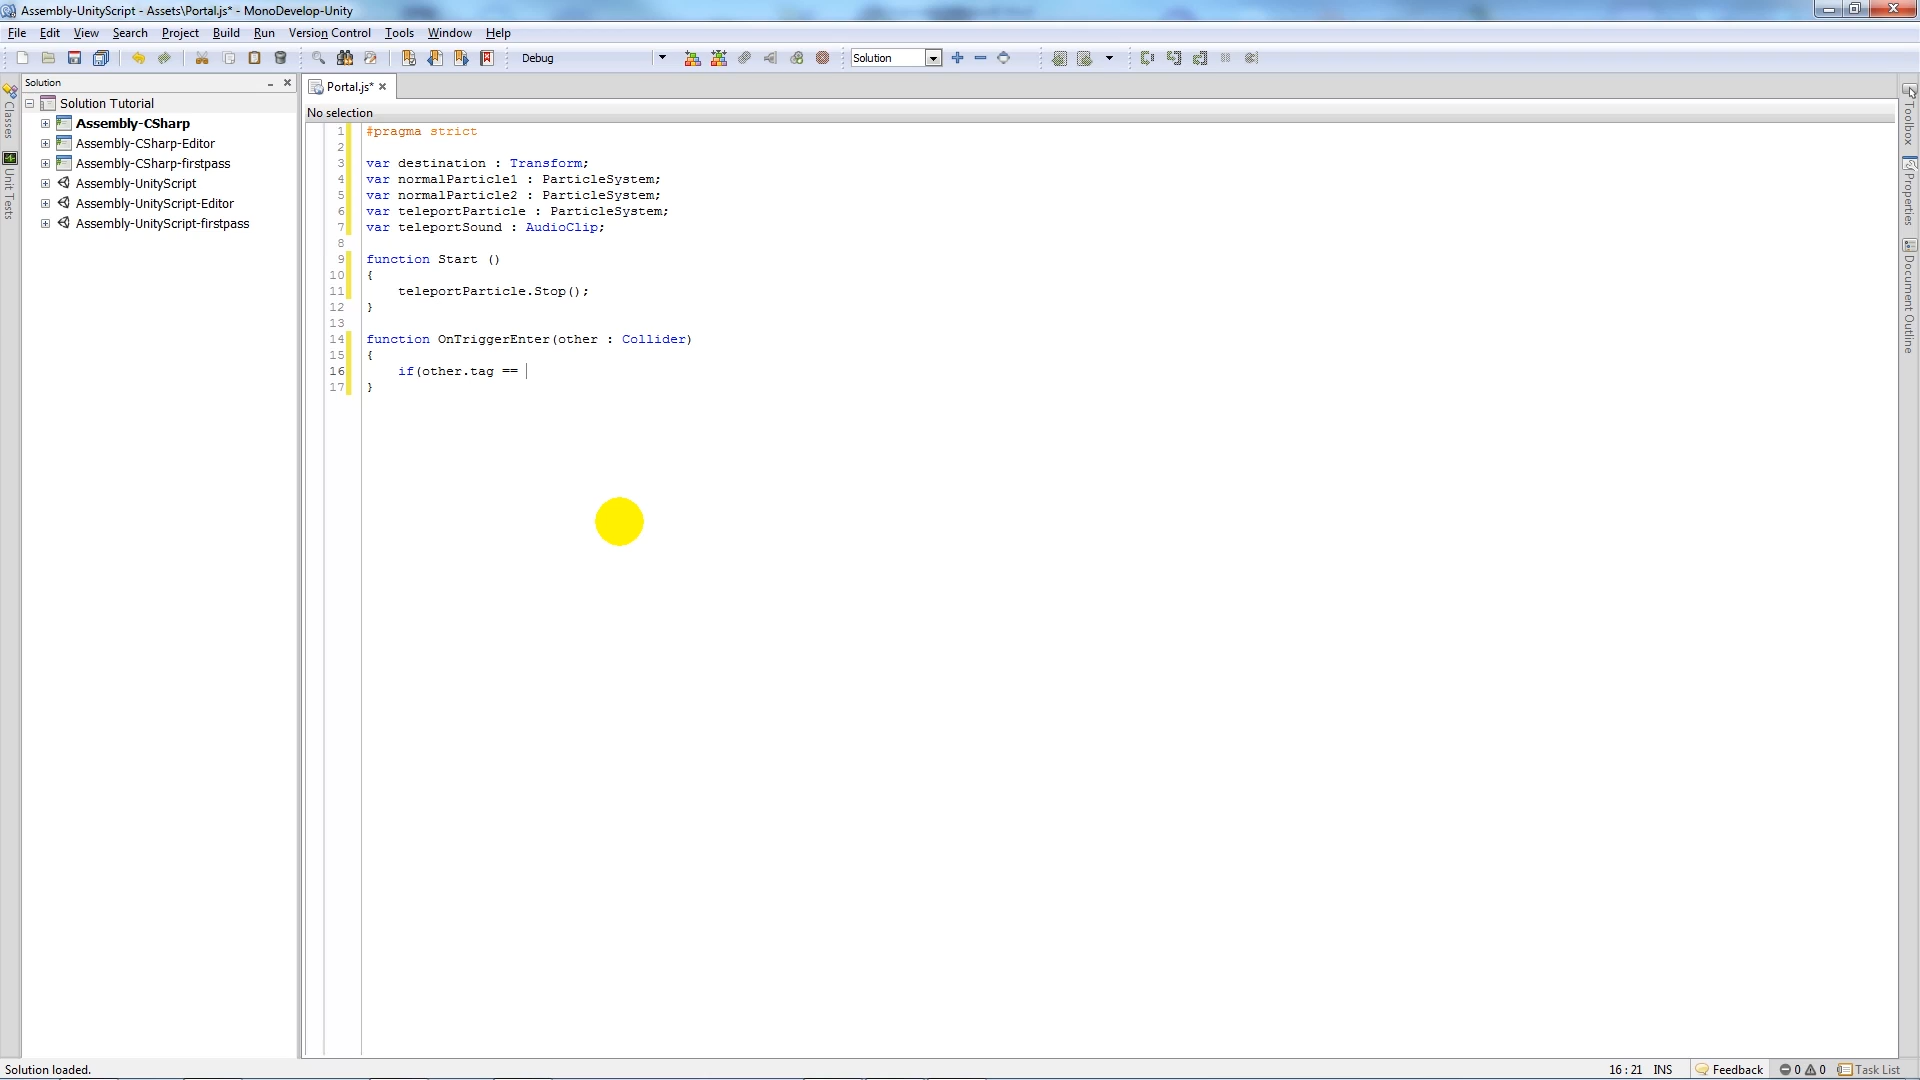 Assembly-UnityScript - Assets\Portal.js* - MonoDevelop-Unity
File Edit View Search Project Build Run Version Control Tools Window Help
Debug Solution
Solution
Portal.js*
Solution Tutorial
Assembly-CSharp
Assembly-CSharp-Editor
Assembly-CSharp-firstpass
Assembly-UnityScript
Assembly-UnityScript-Editor
Assembly-UnityScript-firstpass
Classes
Unit Tests
No selection
1 #pragma strict
2
3 var destination : Transform;
4 var normalParticle1 : ParticleSystem;
5 var normalParticle2 : ParticleSystem;
6 var teleportParticle : ParticleSystem;
7 var teleportSound : AudioClip;
8
9 function Start ()
10 {
11 teleportParticle.Stop();
12 }
13
14 function OnTriggerEnter(other : Collider)
15 {
16 if(other.tag ==
17 }
Toolbox
Properties
Document Outline
Solution loaded.
16 : 21 INS Feedback 0 0 Task List